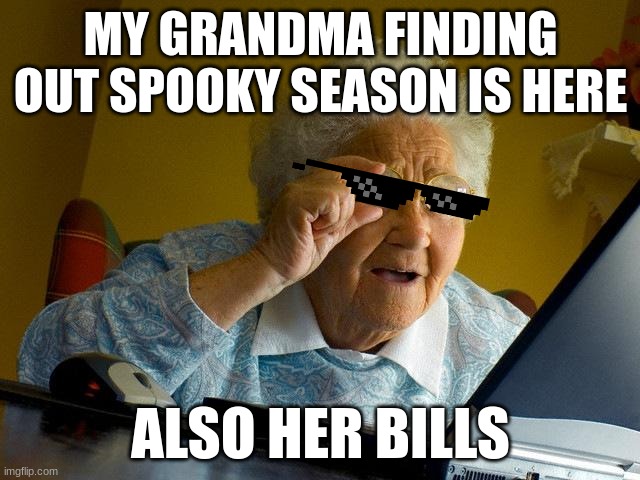 MY GRANDMA FINDING
OUT SPOOKY SEASON IS HERE
ALSO HER BILLS
imgflip.com